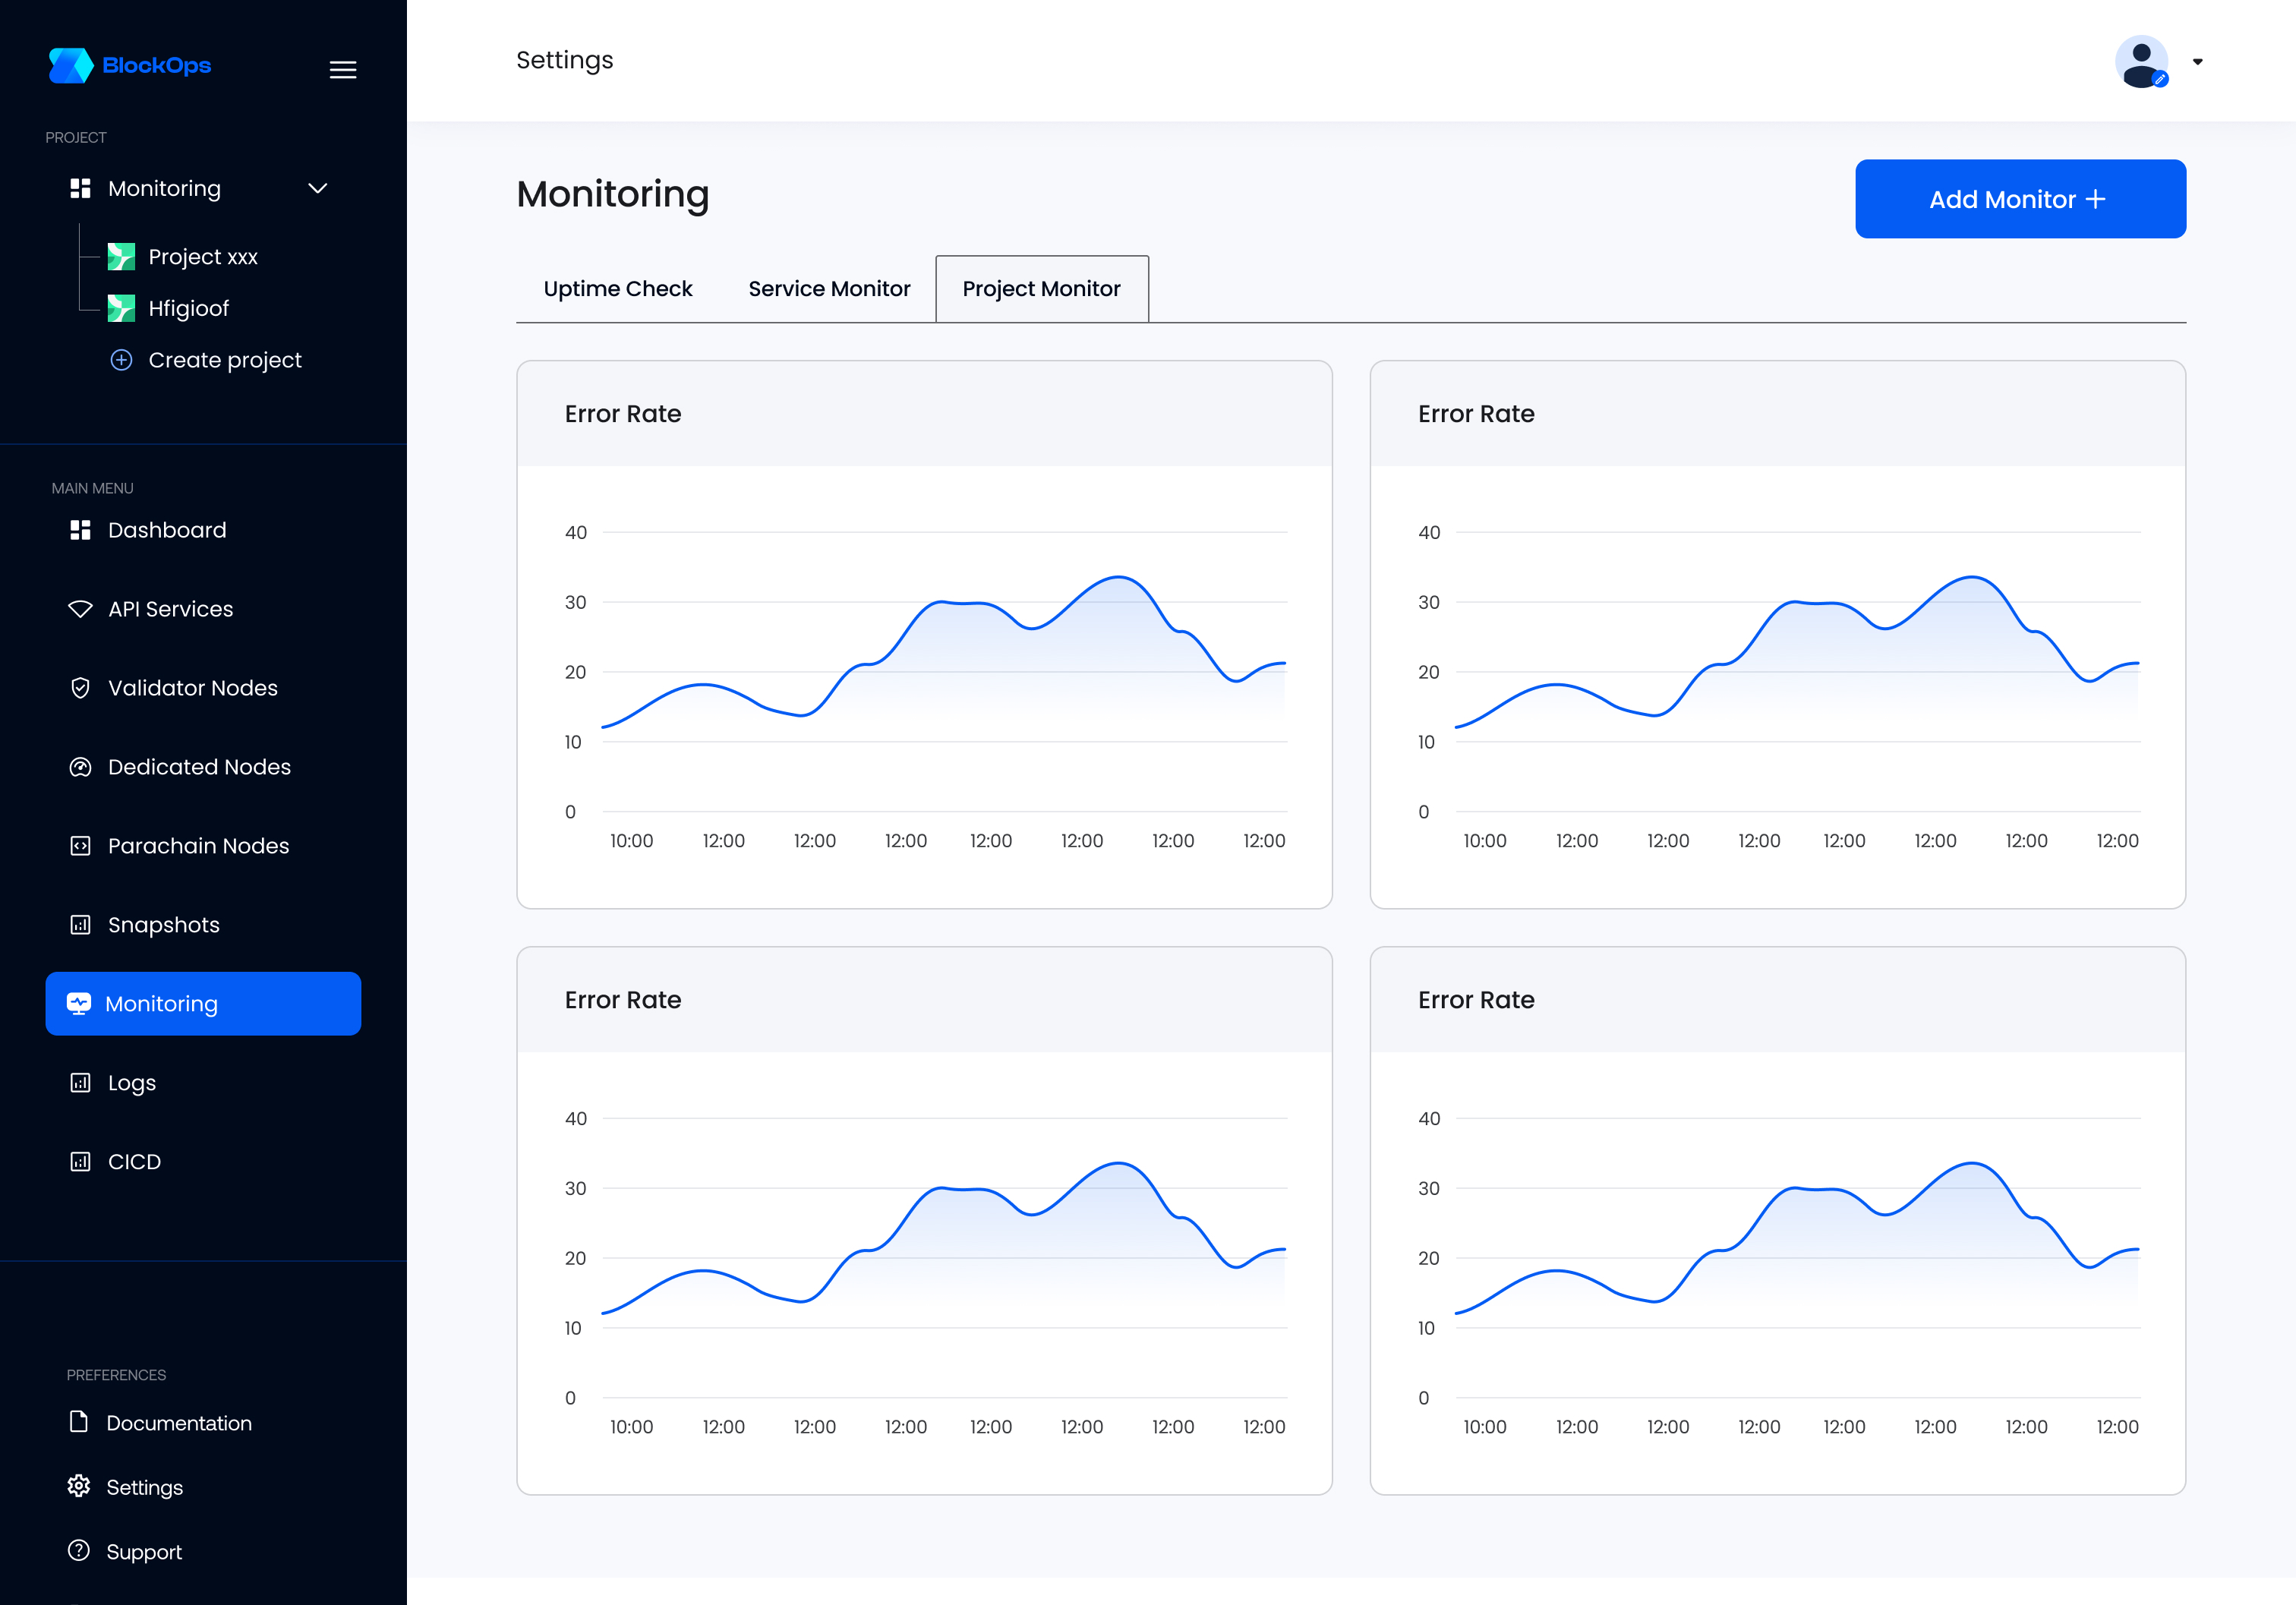 BlockOps
PROJECT
Monitoring
Project xxx
Hfigioof
Create project
MAIN MENU
Dashboard
API Services
Validator Nodes
Dedicated Nodes
Parachain Nodes
Snapshots
Monitoring
Logs
CICD
PREFERENCES
Documentation
Settings
Support
Settings
Monitoring
Add Monitor +
Uptime Check Service Monitor Project Monitor
Error Rate
40
30
20
10
0
10:00 12:00 12:00 12:00 12:00 12:00 12:00 12:00
Error Rate
40
30
20
10
0
10:00 12:00 12:00 12:00 12:00 12:00 12:00 12:00
Error Rate
40
30
20
10
0
10:00 12:00 12:00 12:00 12:00 12:00 12:00 12:00
Error Rate
40
30
20
10
0
10:00 12:00 12:00 12:00 12:00 12:00 12:00 12:00